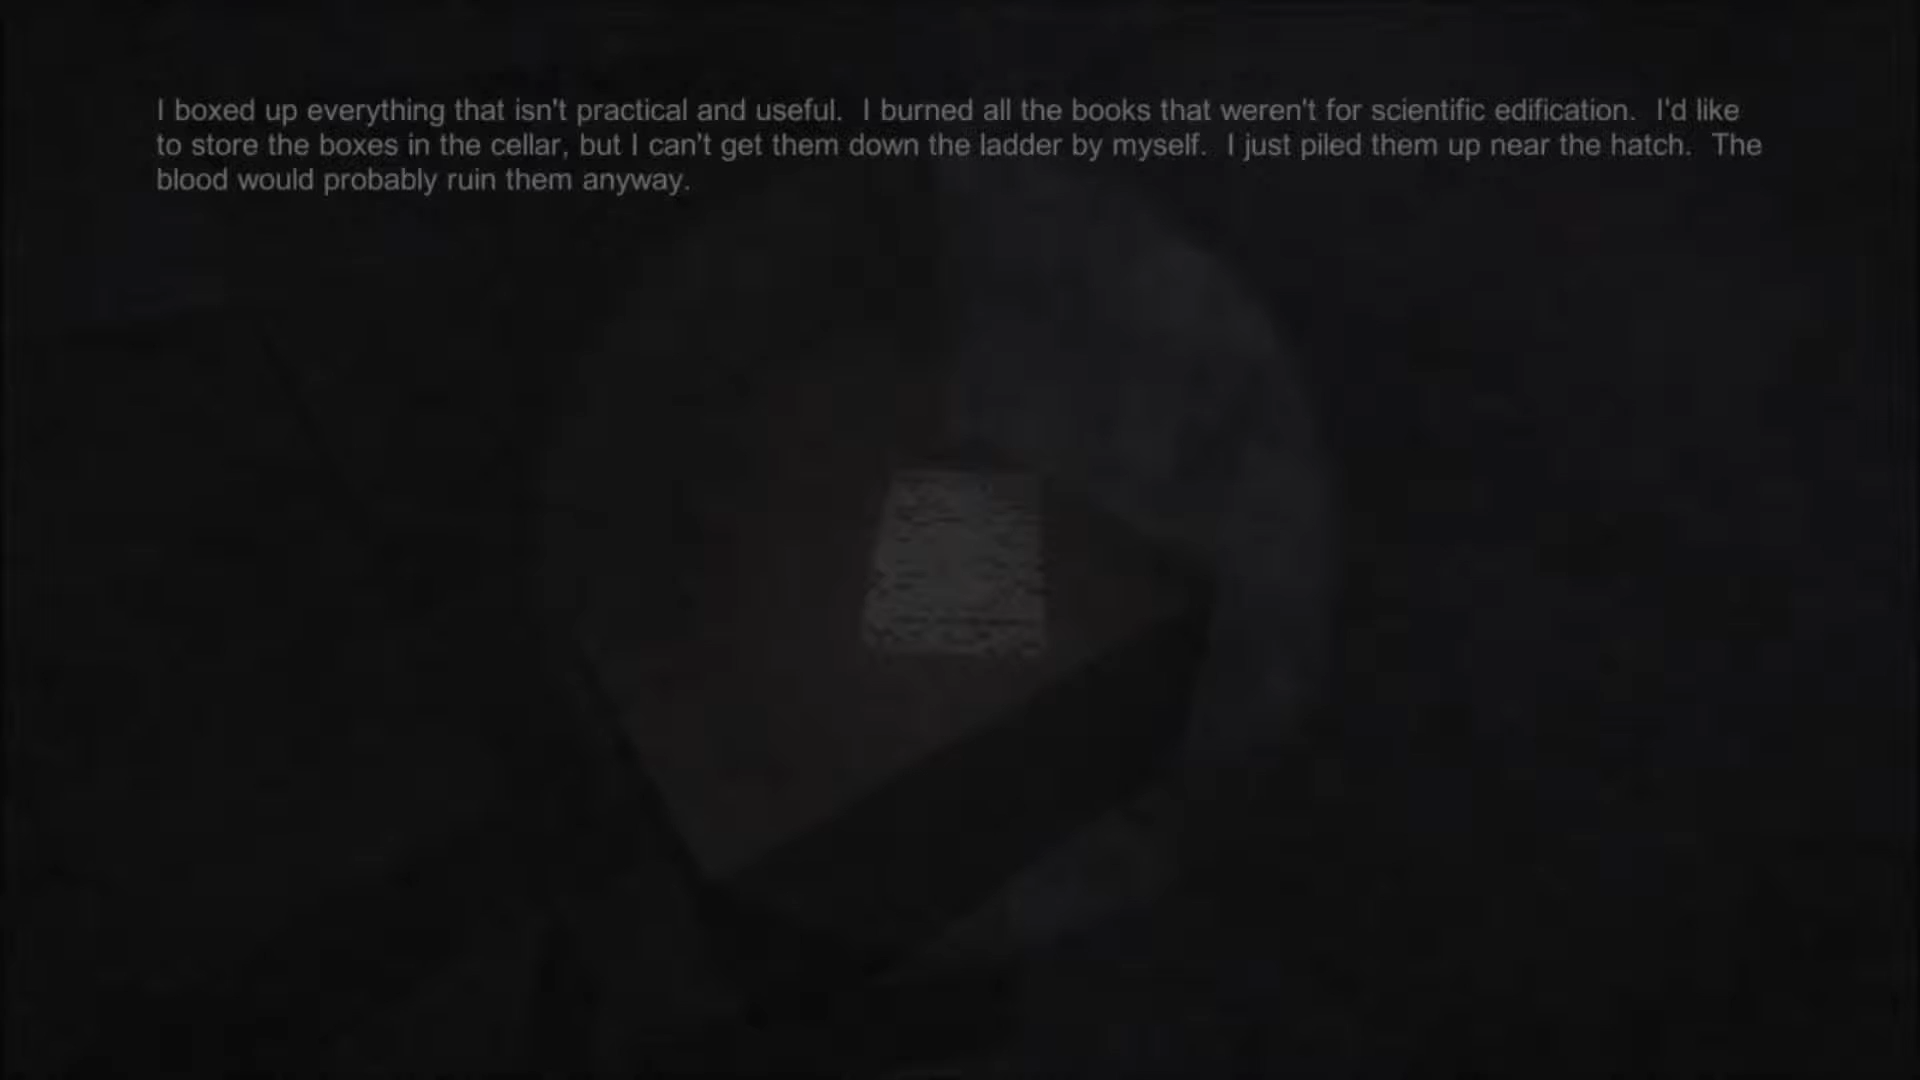 I boxed up everything that isn't practical and useful.  I burned all the books that weren't for scientific edification.  I'd like
to store the boxes in the cellar, but I can't get them down the ladder by myself.  I just piled them up near the hatch.  The
blood would probably ruin them anyway.